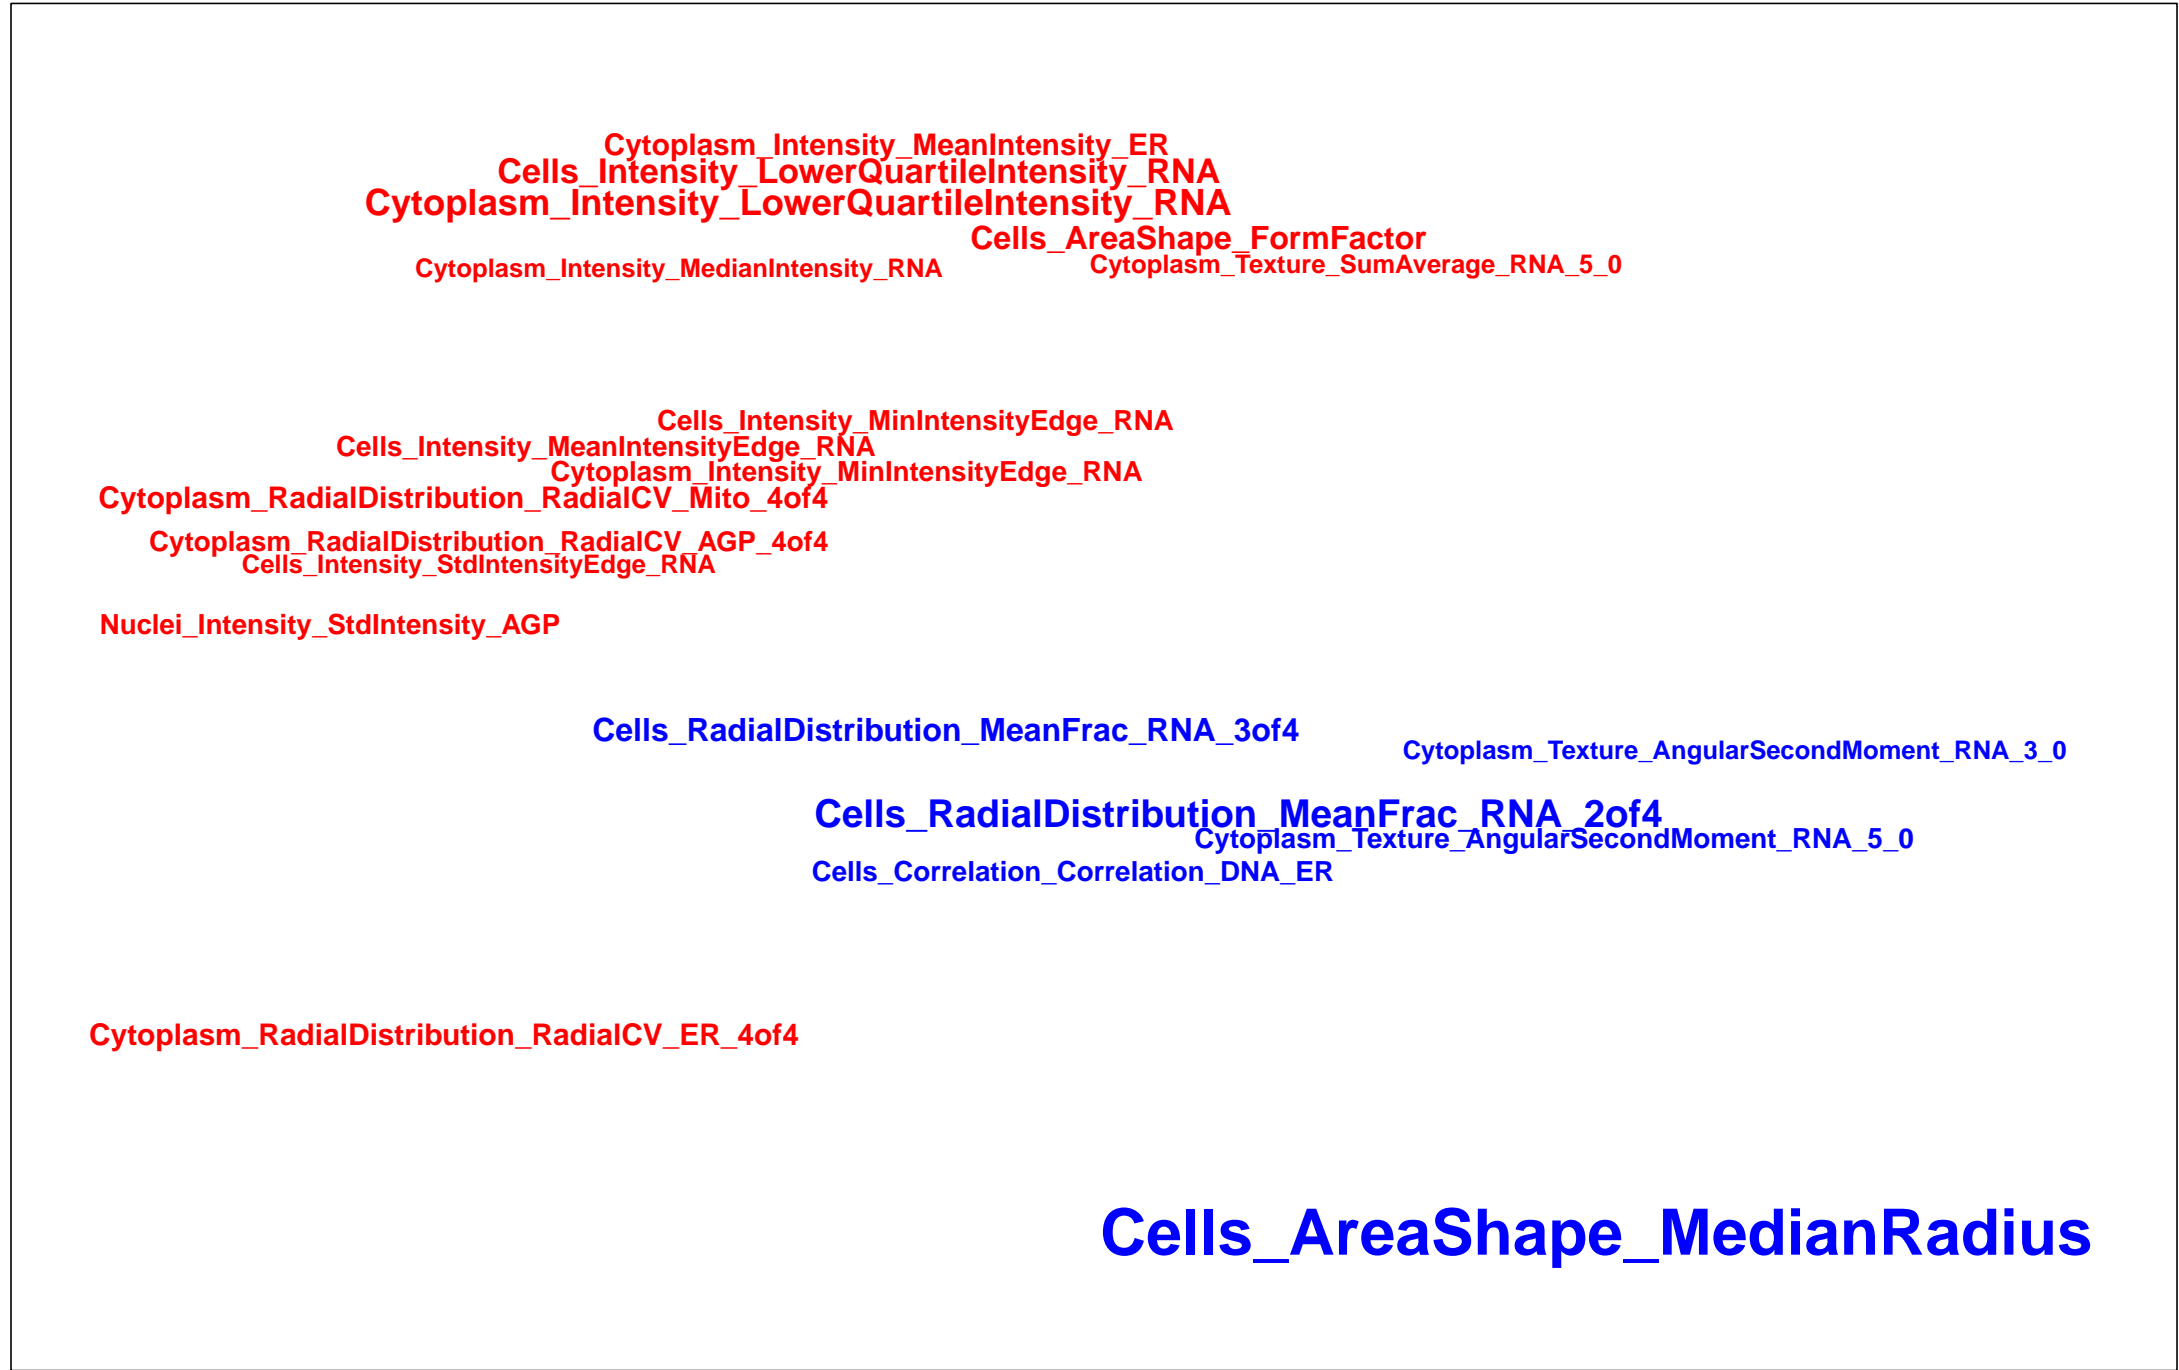 Cytoplasm_Intensity_MeanIntensity_ER
Cells_Intensity_LowerQuartileIntensity_RNA
Cytoplasm_Intensity_LowerQuartileIntensity_RNA
Cells_AreaShape_FormFactor
Cytoplasm_Texture_SumAverage_RNA_5_0
Cytoplasm_Intensity_MedianIntensity_RNA
Cells_Intensity_MinIntensityEdge_RNA
Cells_Intensity_MeanIntensityEdge_RNA
Cytoplasm_Intensity_MinIntensityEdge_RNA
Cytoplasm_RadialDistribution_RadialCV_Mito_4of4
Cytoplasm_RadialDistribution_RadialCV_AGP_4of4
Cells_Intensity_StdIntensityEdge_RNA
Nuclei_Intensity_StdIntensity_AGP
Cells_RadialDistribution_MeanFrac_RNA_3of4
Cytoplasm_Texture_AngularSecondMoment_RNA_3_0
Cells_RadialDistribution_MeanFrac_RNA_2of4
Cytoplasm_Texture_AngularSecondMoment_RNA_5_0
Cells_Correlation_Correlation_DNA_ER
Cytoplasm_RadialDistribution_RadialCV_ER_4of4
Cells_AreaShape_MedianRadius